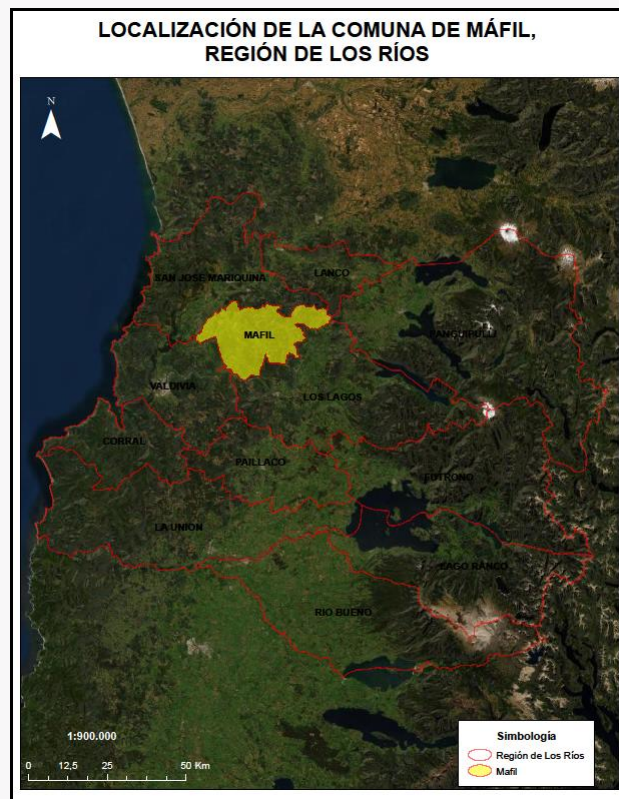 LOCALIZACIÓN DE LA COMUNA DE MÁFIL,
REGIÓN DE LOS RÍOS
N
SAN JOSE MARIQUINA
LANCO
MAFIL
PANGUIPULLI
VALDIVIA
LOS LAGOS
CORRAL
PAILLACO
FUTRONO
LA UNION
LAGO RANCO
RIO BUENO
1:900.000
0 12,5 25 50 Km
Simbología
Región de Los Ríos
Mafil